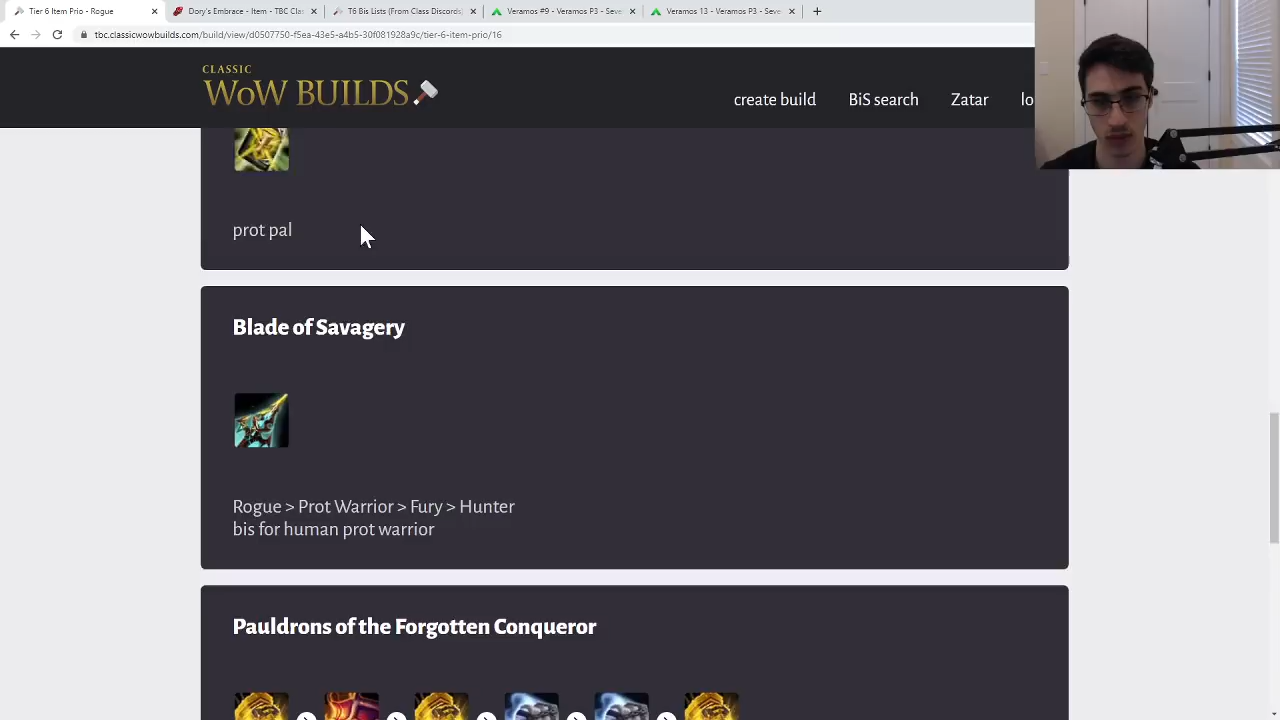 Tier 6 Item Prio - Rogue
Dory's Embrace - Item - TBC Clas
T6 Bis Lists (From Class Discords)
Veramos #9 - Veramos P3 - Seve
Veramos 13 - Veramos P3 - Seve
tbc.classicwowbuilds.com/build/view/d0507750-f5ea-43e5-a4b5-30f081928a9c/tier-6-item-prio/16
CLASSIC
WOW BUILDS
create build
BiS search
Zatar
lo
prot pal
Blade of Savagery
Rogue > Prot Warrior > Fury > Hunter
bis for human prot warrior
Pauldrons of the Forgotten Conqueror